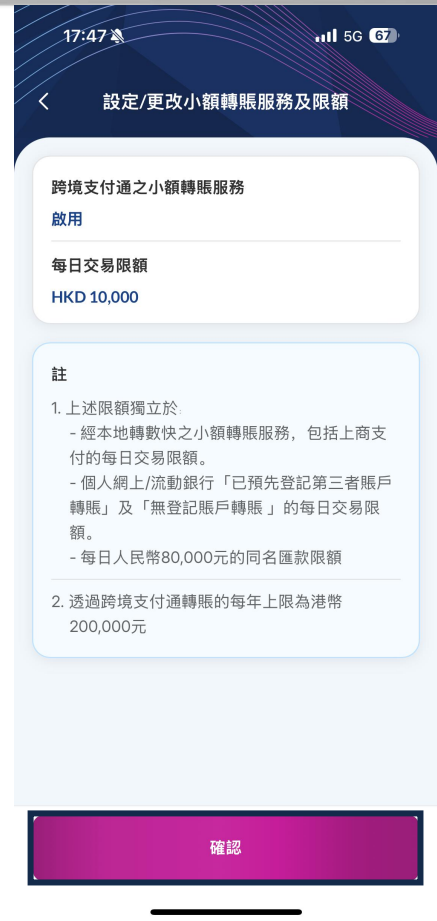 17:47
5G 67
設定/更改小額轉賬服務及限額
跨境支付通之小額轉賬服務
啟用
每日交易限額
HKD 10,000
註
1. 上述限額獨立於:
- 經本地轉數快之小額轉賬服務，包括上商支
付的每日交易限額。
- 個人網上/流動銀行「已預先登記第三者賬戶
轉賬」及「無登記賬戶轉賬 」的每日交易限
額。
- 每日人民幣80,000元的同名匯款限額
2. 透過跨境支付通轉賬的每年上限為港幣
200,000元
確認